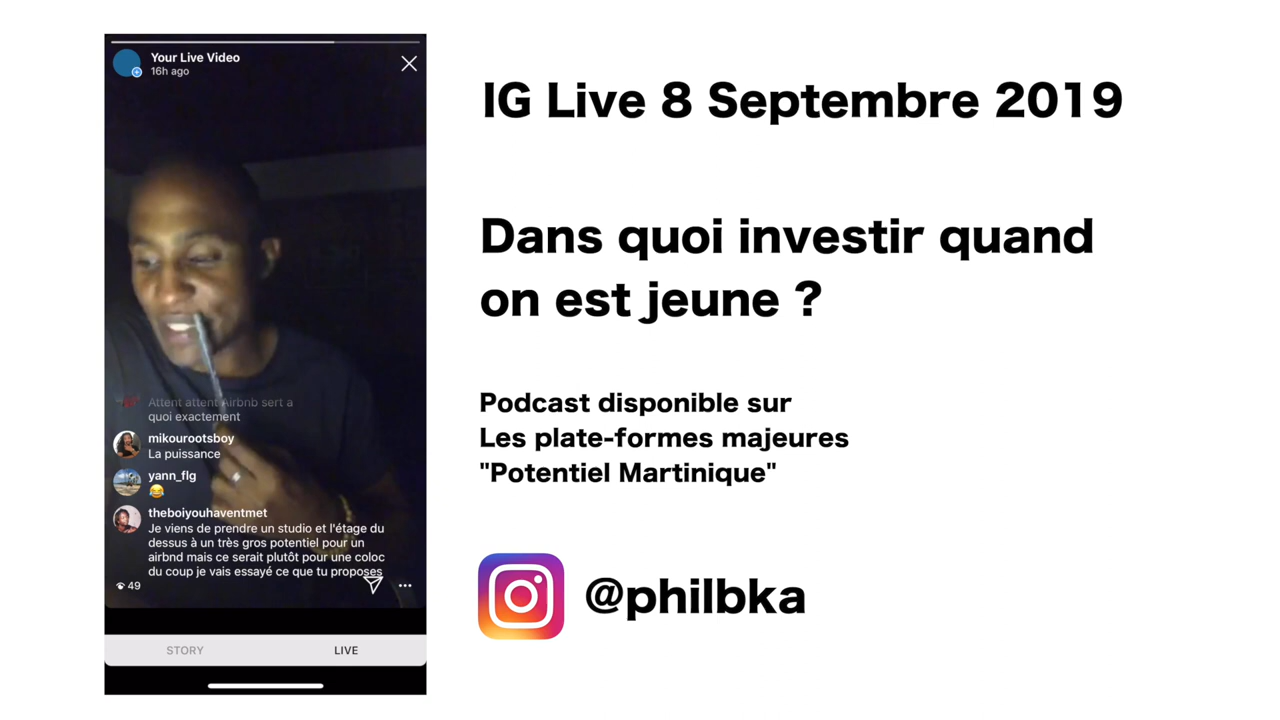 Your Live Video
16h ago
Attent attent Airbnb sert a
quoi exactement
mikourootsboy
La puissance
yann_flg
😂
theboiyouhaventmet
Je viens de prendre un studio et l'étage du
dessus à un très gros potentiel pour un
airbnd mais ce serait plutôt pour une coloc
du coup je vais essayé ce que tu proposes
49
STORY LIVE
IG Live 8 Septembre 2019
Dans quoi investir quand
on est jeune ?
Podcast disponible sur
Les plate-formes majeures
"Potentiel Martinique"
@philbka